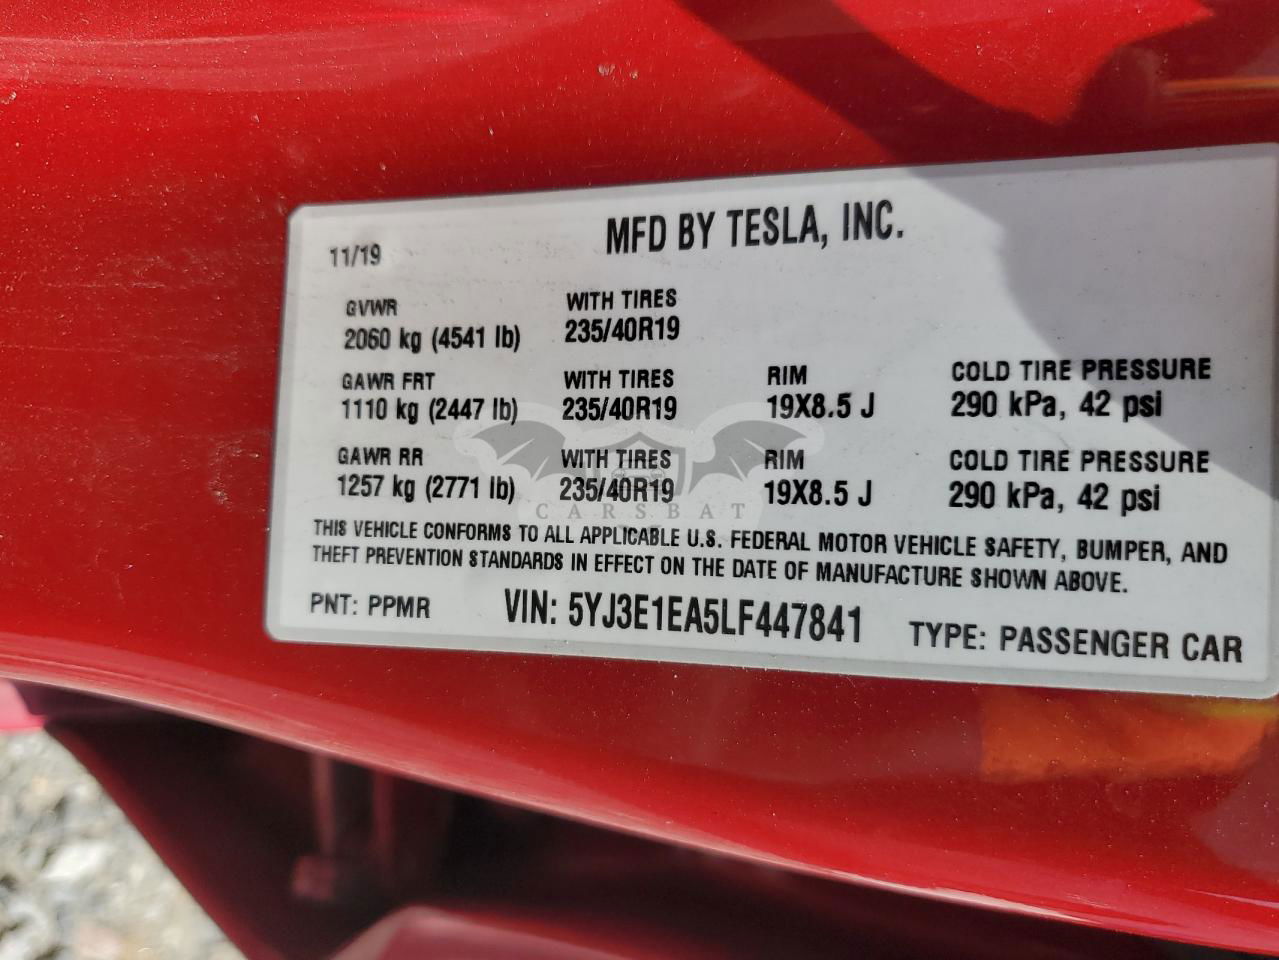 MFD BY TESLA, INC.
11/19
GVWR WITH TIRES
2060 kg (4541 lb) 235/40R19
GAWR FRT WITH TIRES RIM COLD TIRE PRESSURE
1110 kg (2447 lb) 235/40R19 19X8.5 J 290 kPa, 42 psi
GAWR RR WITH TIRES RIM COLD TIRE PRESSURE
1257 kg (2771 lb) 235/40R19 19X8.5 J 290 kPa, 42 psi
CARSBAT
THIS VEHICLE CONFORMS TO ALL APPLICABLE U.S. FEDERAL MOTOR VEHICLE SAFETY, BUMPER, AND
THEFT PREVENTION STANDARDS IN EFFECT ON THE DATE OF MANUFACTURE SHOWN ABOVE.
PNT: PPMR VIN: 5YJ3E1EA5LF447841 TYPE: PASSENGER CAR